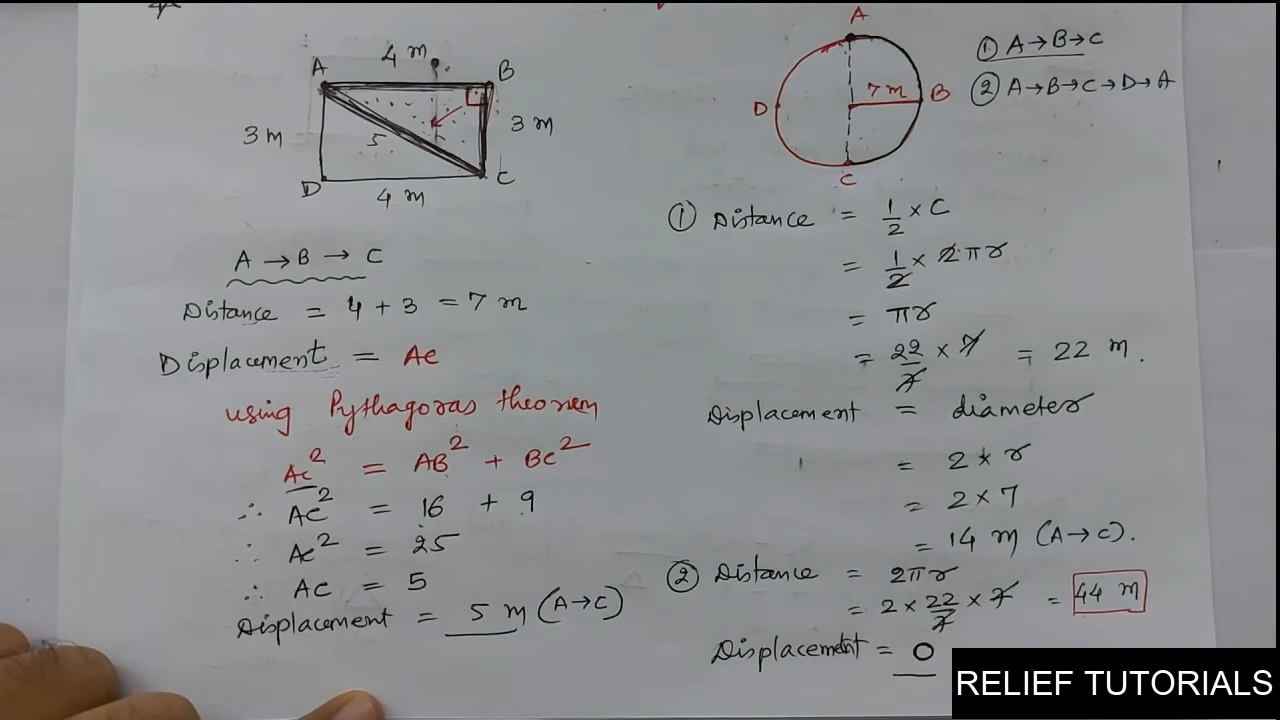 4 m
A B
3 m 5 3 m
D C
4 m
A → B → C
Distance = 4 + 3 = 7 m
Displacement = AC
using Pythagoras theorem
AC² = AB² + BC²
∴ AC² = 16 + 9
∴ AC² = 25
∴ AC = 5
Displacement = 5 m (A→C)
A
D 7 m B
C
① A→B→C
② A→B→C→D→A
① Distance = 1/2 × C
= 1/2 × 2πr
= πr
= 22/7 × 7 = 22 m.
Displacement = diameter
= 2 × r
= 2 × 7
= 14 m (A→C).
② Distance = 2πr
= 2 × 22/7 × 7 = 44 m
Displacement = 0
RELIEF TUTORIALS